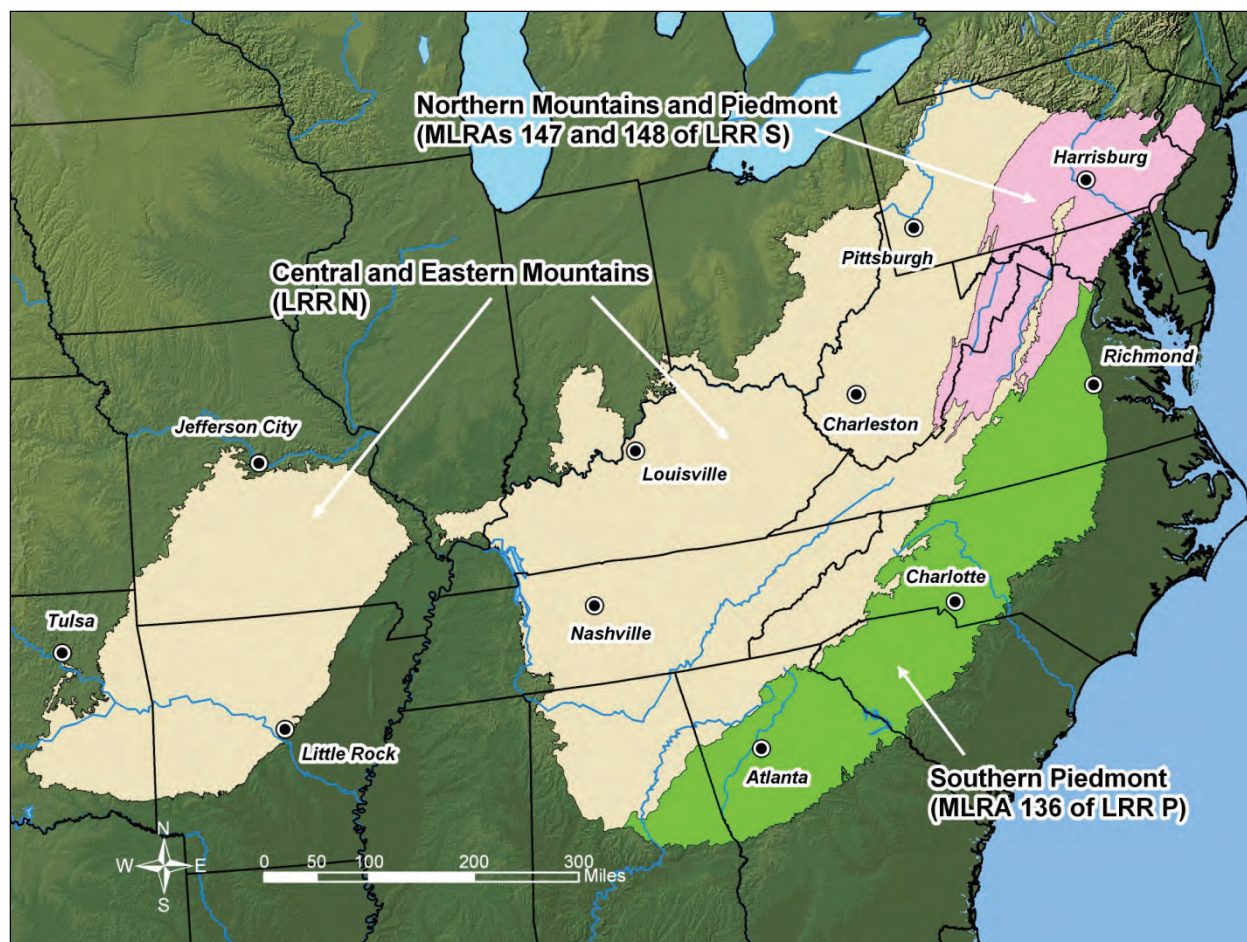 Northern Mountains and Piedmont
(MLRAs 147 and 148 of LRR S)
Harrisburg
Pittsburgh
Central and Eastern Mountains
(LRR N)
Richmond
Charleston
Jefferson City
Louisville
Charlotte
Tulsa
Nashville
Little Rock
Atlanta
Southern Piedmont
(MLRA 136 of LRR P)
N
W E
S
0 50 100 200 300
Miles